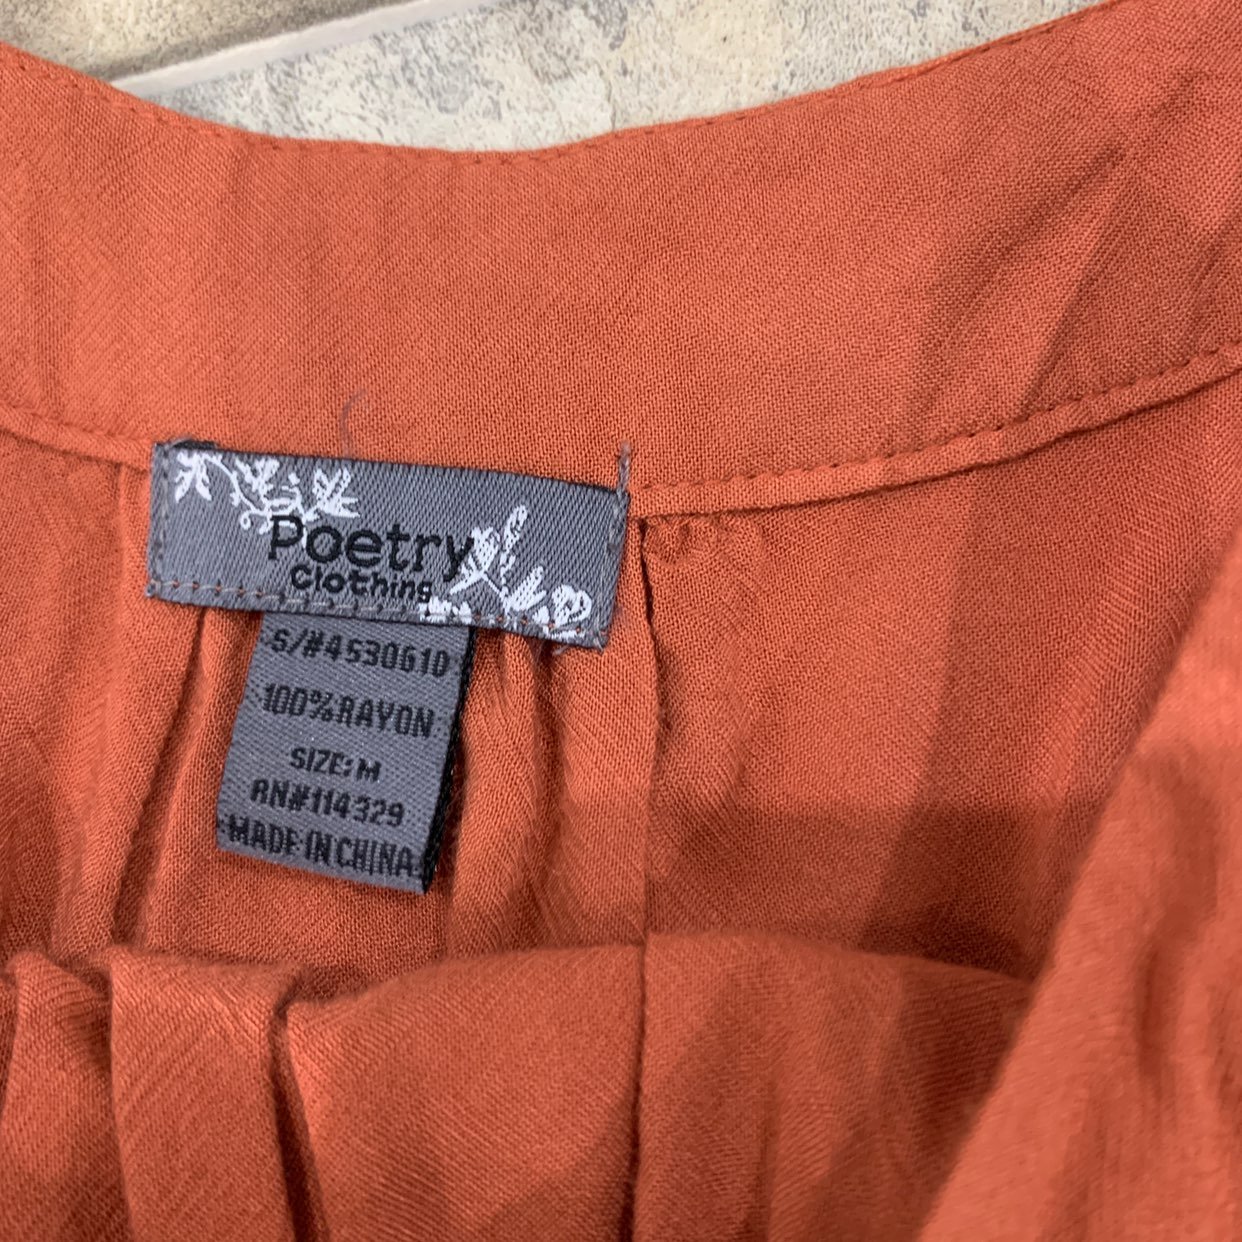 Poetry
Clothing
S/#4530610
100%RAYON
SIZE:M
RN#114329
MADE IN CHINA